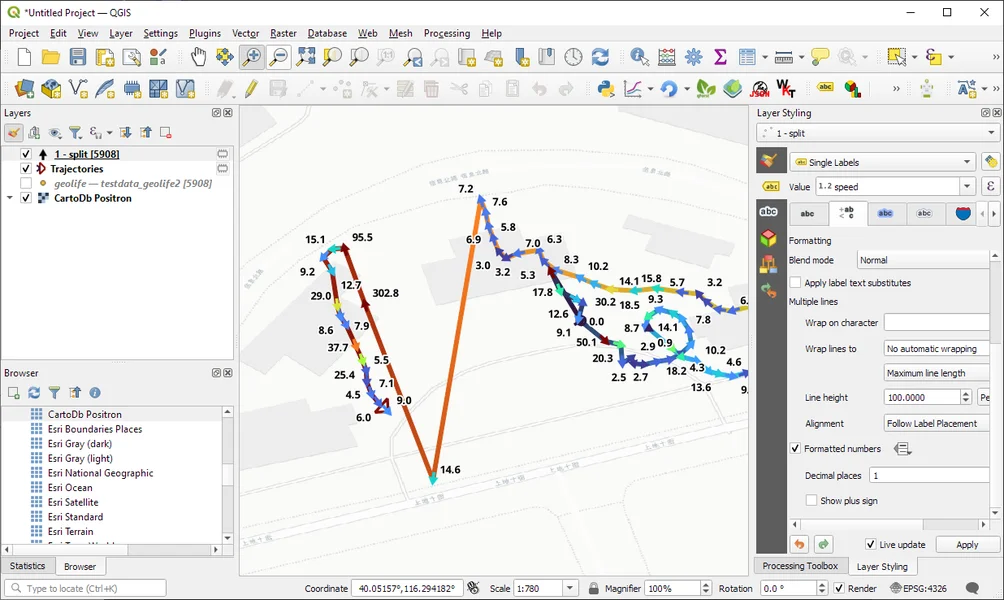 *Untitled Project — QGIS
Project Edit View Layer Settings Plugins Vector Raster Database Web Mesh Processing Help
Layers
1 - split [5908]
Trajectories
geolife — testdata_geolife2 [5908]
CartoDb Positron
Browser
CartoDb Positron
Esri Boundaries Places
Esri Gray (dark)
Esri Gray (light)
Esri National Geographic
Esri Ocean
Esri Satellite
Esri Standard
Esri Terrain
Statistics Browser
Type to locate (Ctrl+K)
7.2
7.6
5.8
6.9
3.0
3.2
5.3
7.0
6.3
8.3
10.2
14.1
15.8
5.7
3.2
6.
17.8
30.2
18.5
9.3
12.6
0.0
9.1
8.7
14.1
7.8
50.1
2.9
0.9
20.3
10.2
2.5
2.7
18.2
4.3
4.6
13.6
9.
15.1
95.5
9.2
12.7
29.0
302.8
8.6
7.9
37.7
5.5
25.4
7.1
4.5
9.0
6.0
14.6
Layer Styling
1 - split
Single Labels
Value 1.2 speed
abc abc abc abc
Formatting
Blend mode Normal
Apply label text substitutes
Multiple lines
Wrap on character
Wrap lines to No automatic wrapping
Maximum line length
Line height 100.0000 Pe
Alignment Follow Label Placement
Formatted numbers
Decimal places 1
Show plus sign
Live update Apply
Processing Toolbox Layer Styling
Coordinate 40.05157°,116.294182° Scale 1:780 Magnifier 100% Rotation 0.0 ° Render EPSG:4326